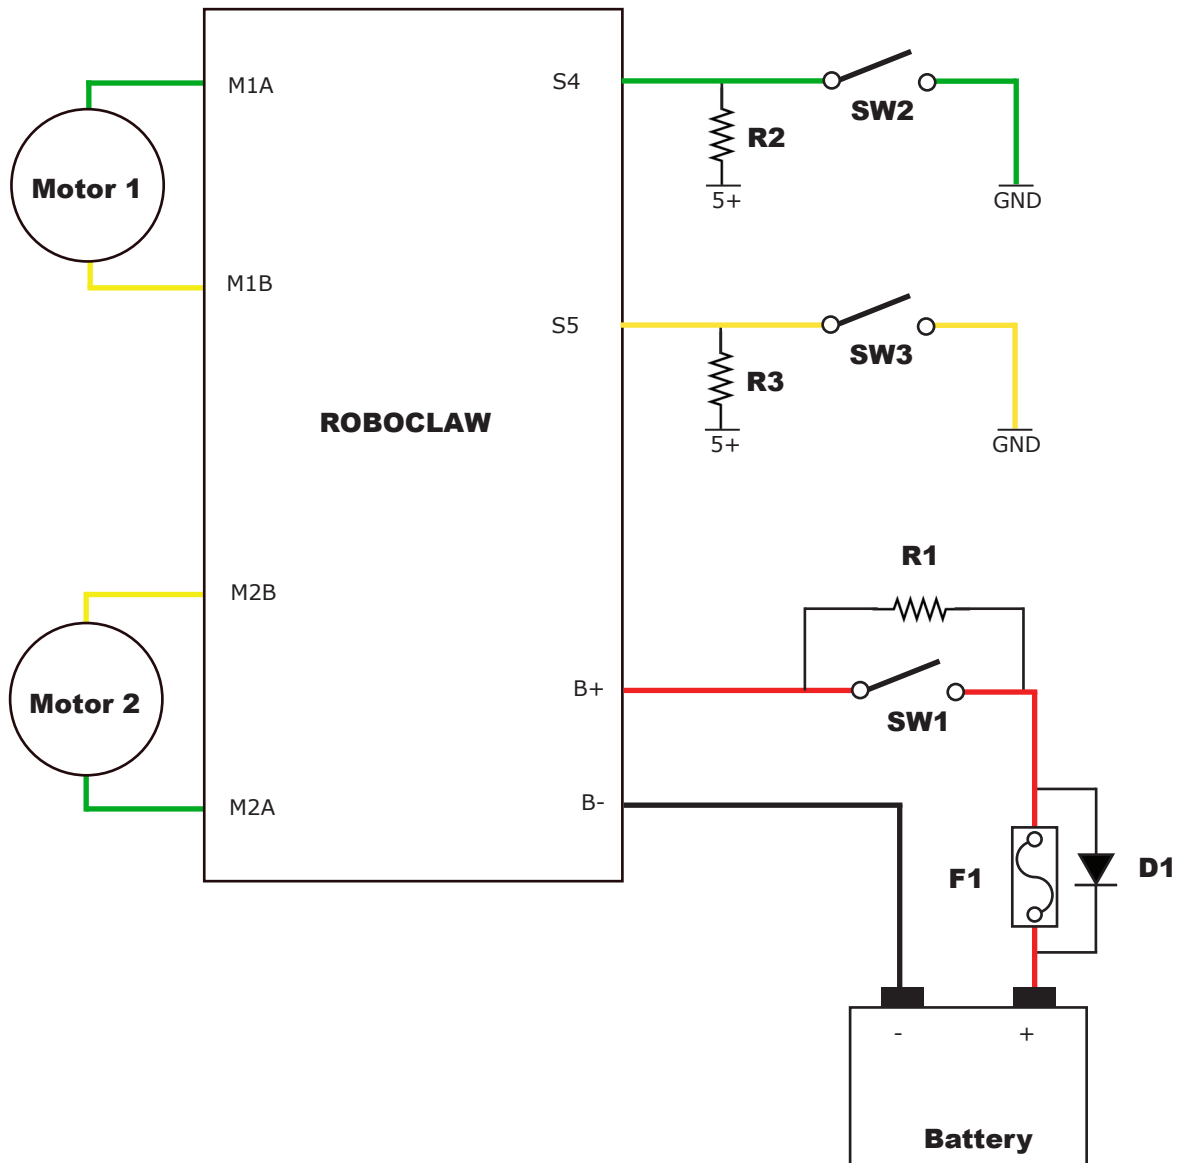 M1A
S4
SW2
R2
Motor 1
5+
GND
M1B
S5
SW3
R3
ROBOCLAW
5+
GND
R1
M2B
B+
Motor 2
SW1
M2A
B-
F1
D1
-
+
Battery